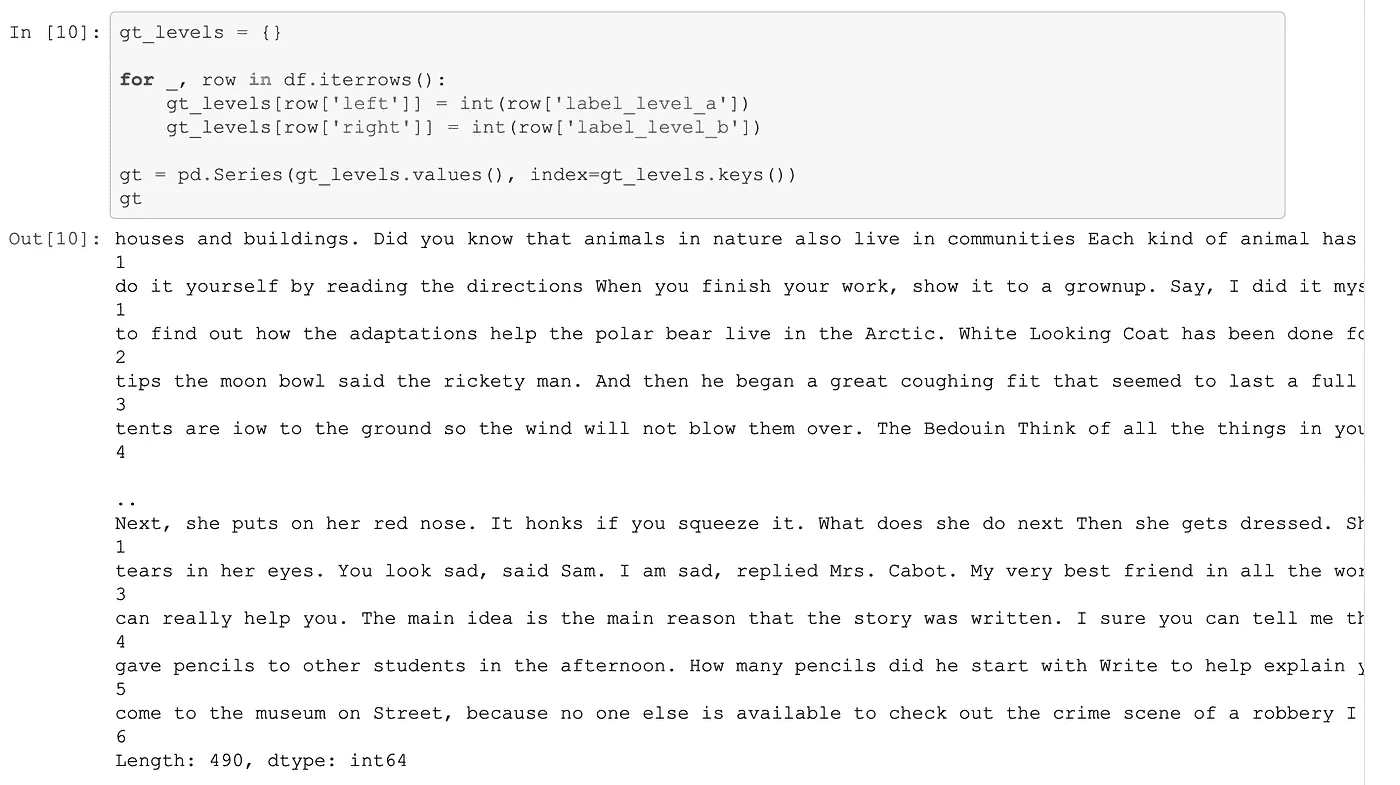 In [10]: gt_levels = {}
for _, row in df.iterrows():
gt_levels[row['left']] = int(row['label_level_a'])
gt_levels[row['right']] = int(row['label_level_b'])
gt = pd.Series(gt_levels.values(), index=gt_levels.keys())
gt
Out[10]: houses and buildings. Did you know that animals in nature also live in communities Each kind of animal has
1
do it yourself by reading the directions When you finish your work, show it to a grownup. Say, I did it mys
1
to find out how the adaptations help the polar bear live in the Arctic. White Looking Coat has been done fo
2
tips the moon bowl said the rickety man. And then he began a great coughing fit that seemed to last a full
3
tents are iow to the ground so the wind will not blow them over. The Bedouin Think of all the things in you
4
..
Next, she puts on her red nose. It honks if you squeeze it. What does she do next Then she gets dressed. Sh
1
tears in her eyes. You look sad, said Sam. I am sad, replied Mrs. Cabot. My very best friend in all the wor
3
can really help you. The main idea is the main reason that the story was written. I sure you can tell me th
4
gave pencils to other students in the afternoon. How many pencils did he start with Write to help explain y
5
come to the museum on Street, because no one else is available to check out the crime scene of a robbery I
6
Length: 490, dtype: int64